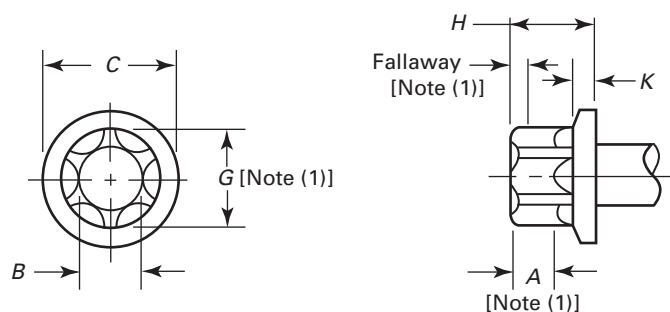 C
G [Note (1)]
B
H
Fallaway
[Note (1)]
K
A
[Note (1)]